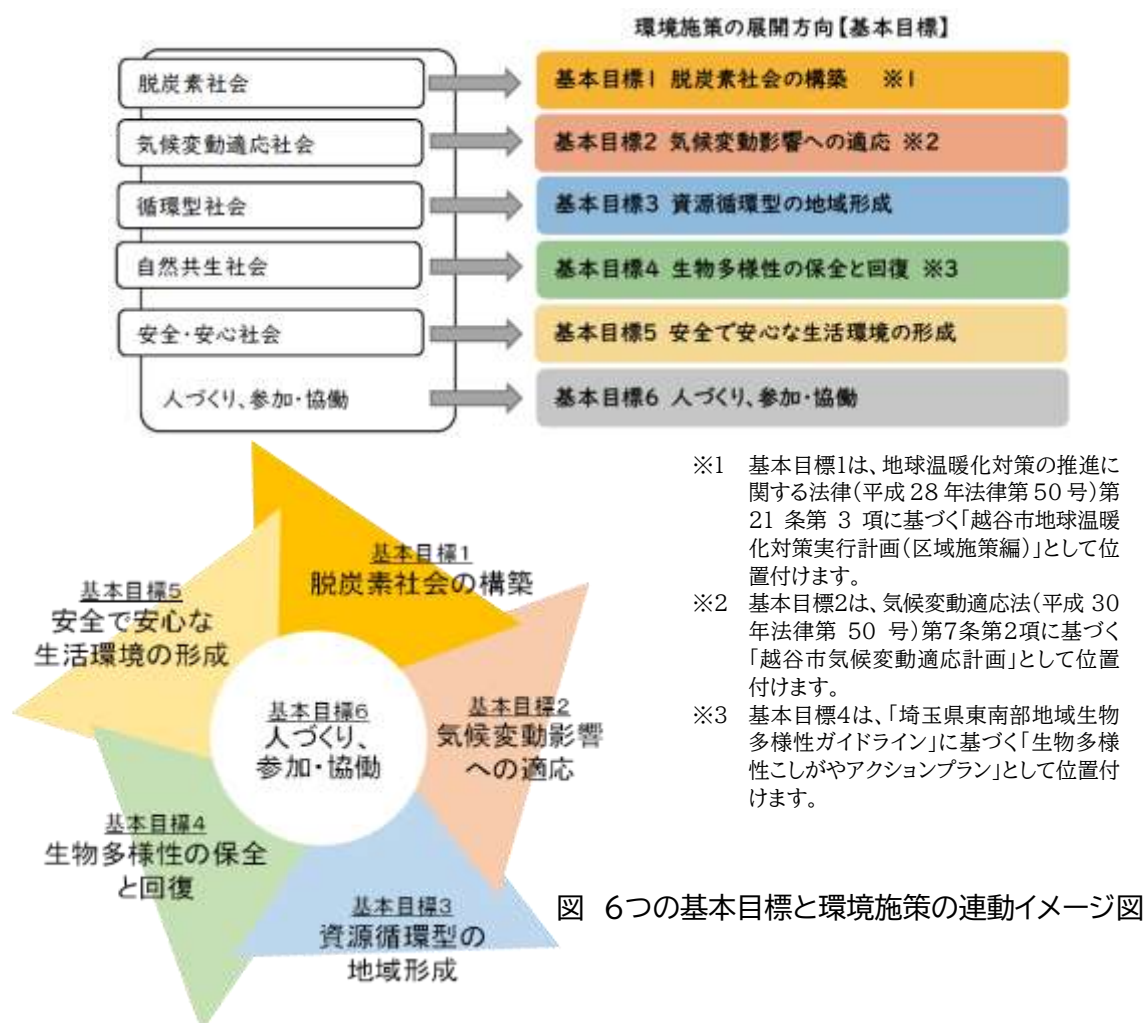 環境施策の展開方向【基本目標】
脱炭素社会
基本目標1 脱炭素社会の構築 ※1
気候変動適応社会
基本目標2 気候変動影響への適応 ※2
循環型社会
基本目標3 資源循環型の地域形成
自然共生社会
基本目標4 生物多様性の保全と回復 ※3
安全・安心社会
基本目標5 安全で安心な生活環境の形成
人づくり、参加・協働
基本目標6 人づくり、参加・協働
基本目標1
脱炭素社会の構築
基本目標2
気候変動影響
への適応
基本目標3
資源循環型の
地域形成
基本目標4
生物多様性の保全
と回復
基本目標5
安全で安心な
生活環境の形成
基本目標6
人づくり、
参加・協働
※1 基本目標1は、地球温暖化対策の推進に
関する法律(平成 28 年法律第 50 号)第
21 条第 3 項に基づく「越谷市地球温暖
化対策実行計画(区域施策編)」として位
置付けます。
※2 基本目標2は、気候変動適応法(平成 30
年法律第 50 号)第7条第2項に基づく
「越谷市気候変動適応計画」として位置
付けます。
※3 基本目標4は、「埼玉県東南部地域生物
多様性ガイドライン」に基づく「生物多様
性こしがやアクションプラン」として位置付
けます。
図 6つの基本目標と環境施策の連動イメージ図